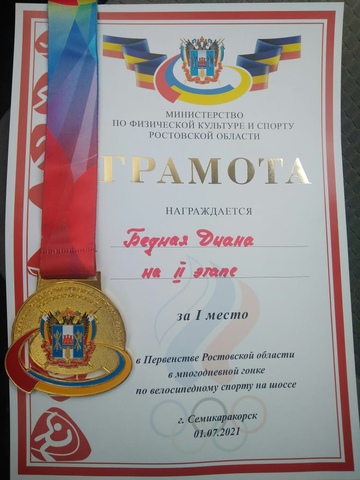 МИНИСТЕРСТВО
ПО ФИЗИЧЕСКОЙ КУЛЬТУРЕ И СПОРТУ
РОСТОВСКОЙ ОБЛАСТИ
ГРАМОТА
НАГРАЖДАЕТСЯ
Бедная Диана
на II этапе
за I место
в Первенстве Ростовской области
в многодневной гонке
по велосипедному спорту на шоссе
г. Семикаракорск
01.07.2021